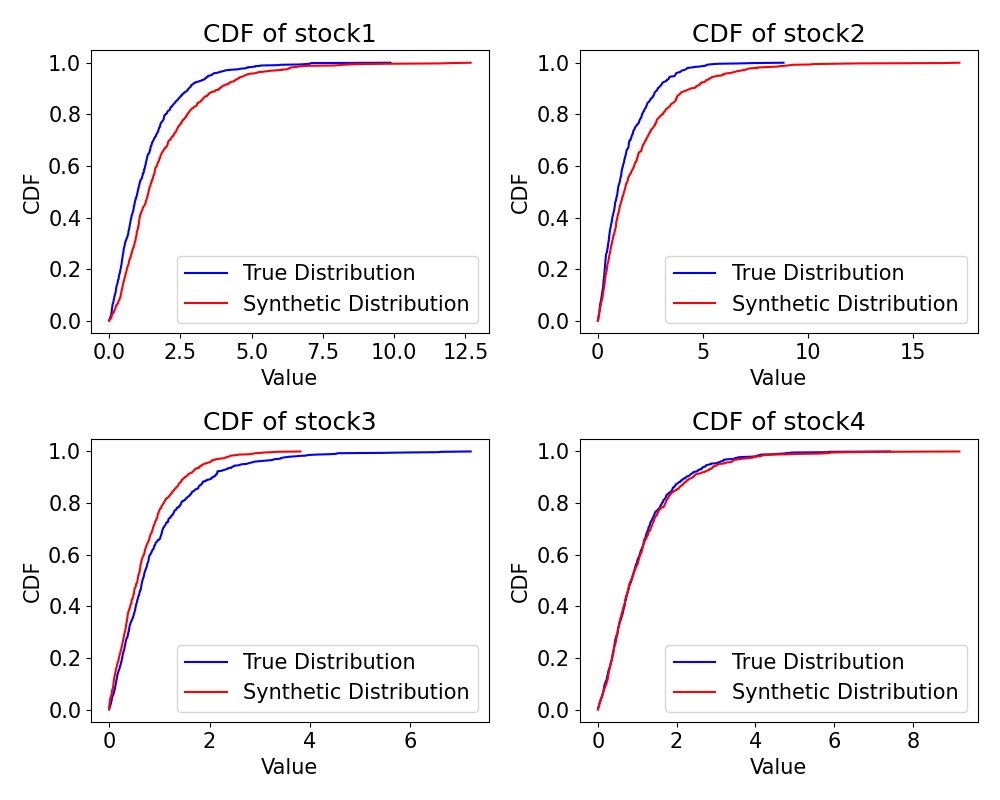 CDF of stock1
CDF
1.0
0.8
0.6
0.4
0.2
0.0
True Distribution
Synthetic Distribution
0.0 2.5 5.0 7.5 10.0 12.5
Value
CDF of stock2
CDF
1.0
0.8
0.6
0.4
0.2
0.0
True Distribution
Synthetic Distribution
0 5 10 15
Value
CDF of stock3
CDF
1.0
0.8
0.6
0.4
0.2
0.0
True Distribution
Synthetic Distribution
0 2 4 6
Value
CDF of stock4
CDF
1.0
0.8
0.6
0.4
0.2
0.0
True Distribution
Synthetic Distribution
0 2 4 6 8
Value